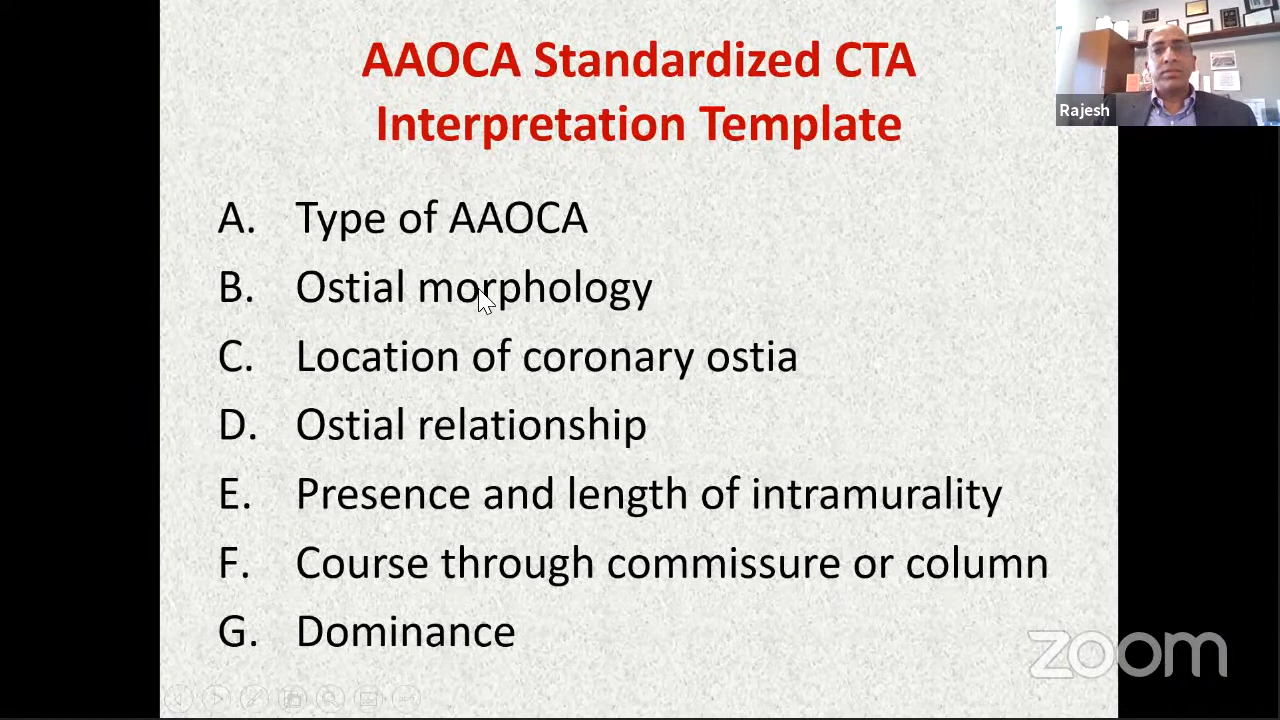 AAOCA Standardized CTA
Interpretation Template
Rajesh
A. Type of AAOCA
B. Ostial morphology
C. Location of coronary ostia
D. Ostial relationship
E. Presence and length of intramurality
F. Course through commissure or column
G. Dominance
zoom